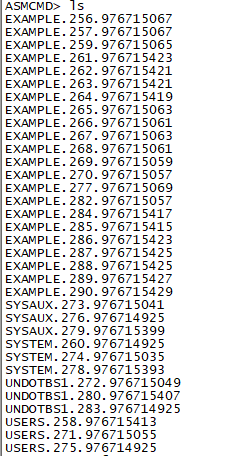 ASMCMD> ls
EXAMPLE.256.976715067
EXAMPLE.257.976715067
EXAMPLE.259.976715065
EXAMPLE.261.976715423
EXAMPLE.262.976715421
EXAMPLE.263.976715421
EXAMPLE.264.976715419
EXAMPLE.265.976715063
EXAMPLE.266.976715061
EXAMPLE.267.976715063
EXAMPLE.268.976715061
EXAMPLE.269.976715059
EXAMPLE.270.976715057
EXAMPLE.277.976715069
EXAMPLE.282.976715057
EXAMPLE.284.976715417
EXAMPLE.285.976715415
EXAMPLE.286.976715423
EXAMPLE.287.976715425
EXAMPLE.288.976715425
EXAMPLE.289.976715427
EXAMPLE.290.976715429
SYSAUX.273.976715041
SYSAUX.276.976714925
SYSAUX.279.976715399
SYSTEM.260.976714925
SYSTEM.274.976715035
SYSTEM.278.976715393
UNDOTBS1.272.976715049
UNDOTBS1.280.976715407
UNDOTBS1.283.976714925
USERS.258.976715413
USERS.271.976715055
USERS.275.976714925